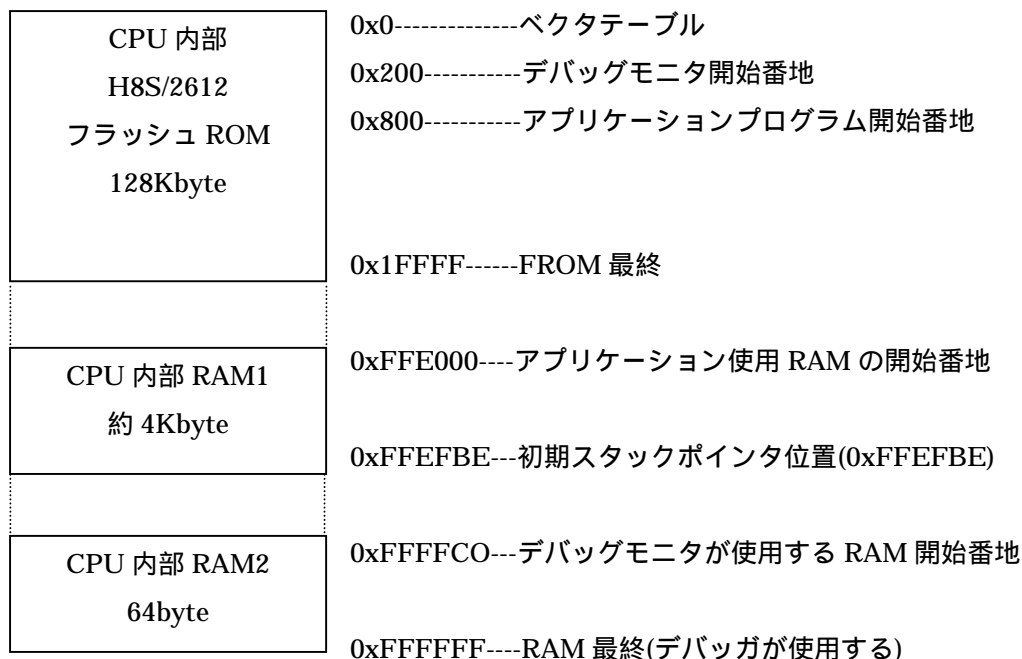 CPU 内部
H8S/2612
フラッシュ ROM
128Kbyte
0x0--------------ベクタテーブル
0x200-----------デバッグモニタ開始番地
0x800-----------アプリケーションプログラム開始番地
0x1FFFF------FROM 最終
CPU 内部 RAM1
約 4Kbyte
0xFFE000----アプリケーション使用 RAM の開始番地
0xFFEFBE---初期スタックポインタ位置(0xFFEFBE)
CPU 内部 RAM2
64byte
0xFFFFCO---デバッグモニタが使用する RAM 開始番地
0xFFFFFF----RAM 最終(デバッガが使用する)